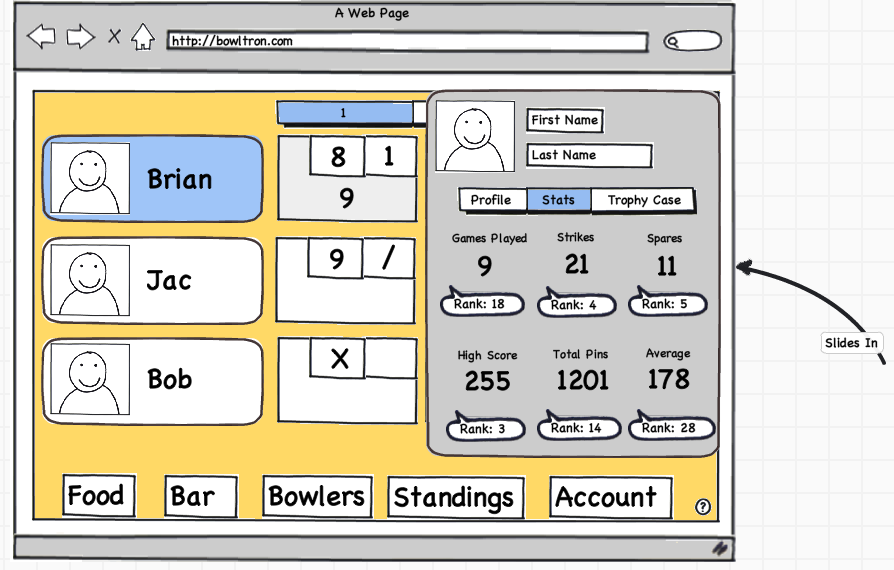 A Web Page
X
http://bowltron.com
1
First Name
Last Name
Brian
8 1
9
Profile Stats Trophy Case
Games Played Strikes Spares
9 21 11
Rank: 18 Rank: 4 Rank: 5
Jac
9 /
Slides In
High Score Total Pins Average
255 1201 178
Rank: 3 Rank: 14 Rank: 28
Bob
X
Food Bar Bowlers Standings Account
?